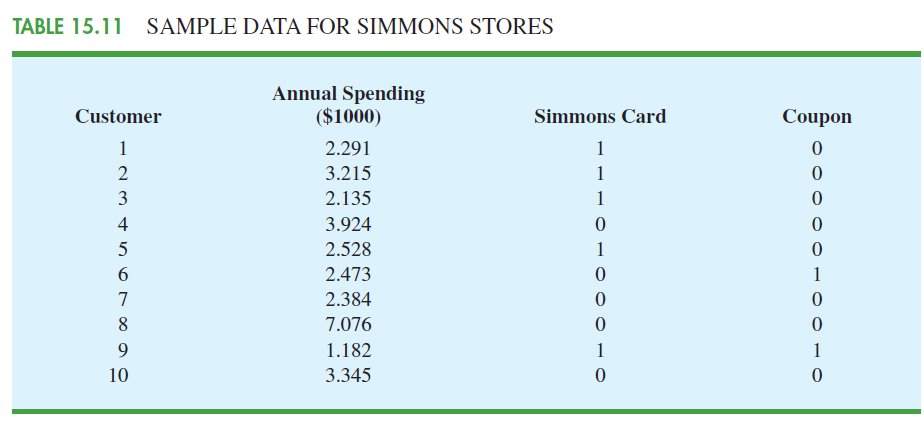 TABLE 15.11 SAMPLE DATA FOR SIMMONS STORES
Annual Spending
Customer ($1000) Simmons Card Coupon
1 2.291 1 0
2 3.215 1 0
3 2.135 1 0
4 3.924 0 0
5 2.528 1 0
6 2.473 0 1
7 2.384 0 0
8 7.076 0 0
9 1.182 1 1
10 3.345 0 0